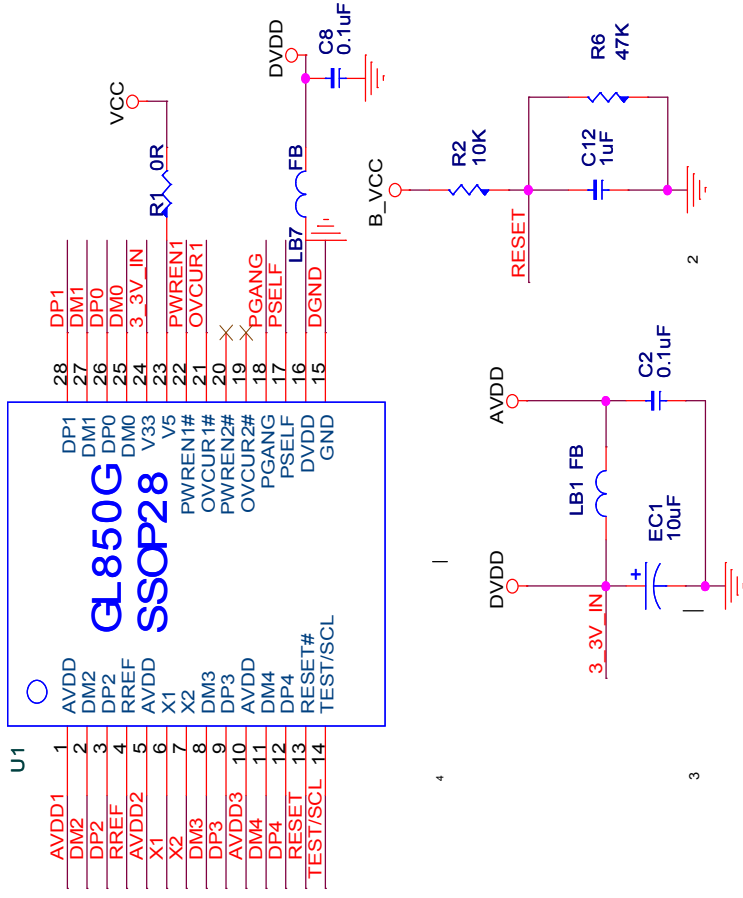 U1
GL850G
SSOP28
AVDD1 1 AVDD
DM2 2 DM2
DP2 3 DP2
RREF 4 RREF
AVDD2 5 AVDD
X1 6 X1
X2 7 X2
DM3 8 DM3
DP3 9 DP3
AVDD3 10 AVDD
DM4 11 DM4
DP4 12 DP4
RESET 13 RESET#
TEST/SCL 14 TEST/SCL
DP1 28 DP1
DM1 27 DM1
DP0 26 DP0
DM0 25 DM0
V33 24 3_3V_IN
V5 23
PWREN1# 22 PWREN1
OVCUR1# 21 OVCUR1
PWREN2# 20
OVCUR2# 19
PGANG 18 PGANG
PSELF 17 PSELF
DVDD 16
GND 15 DGND
R1 0R
VCC
LB7 FB
DVDD
C8
0.1uF
B_VCC
R2
10K
RESET
C12
1uF
R6
47K
DVDD
AVDD
LB1 FB
3_3V_IN
+
EC1
10uF
C2
0.1uF
4
3
2